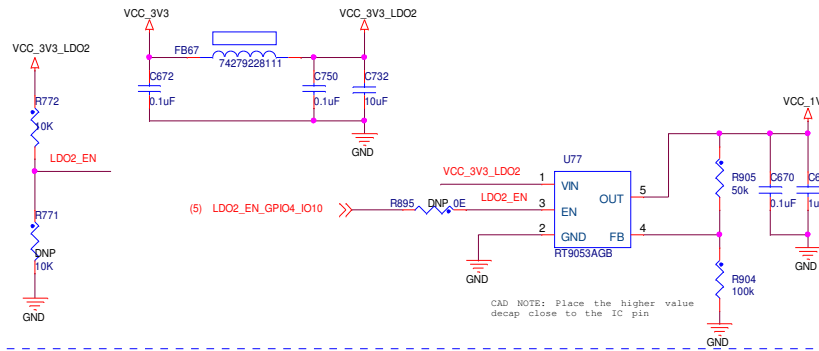 VCC_3V3
VCC_3V3_LDO2
VCC_3V3_LDO2
FB67
74279228111
C672
0.1uF
C750
0.1uF
C732
10uF
GND
R772
10K
LDO2_EN
R771
DNP
10K
GND
VCC_1V
U77
VCC_3V3_LDO2
1
VIN
OUT
5
(5) LDO2_EN_GPIO4_IO10
R895
DNP
0E
LDO2_EN
3
EN
2
GND
FB
4
RT9053AGB
GND
R905
50k
C670
0.1uF
C6
1u
GND
R904
100k
GND
CAD NOTE: Place the higher value
decap close to the IC pin